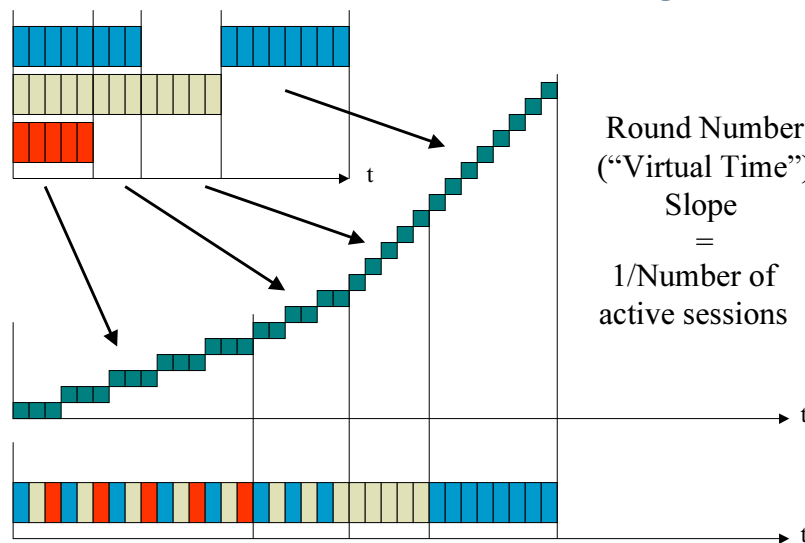 t
Round Number
(“Virtual Time”)
Slope
=
1/Number of
active sessions
t
t